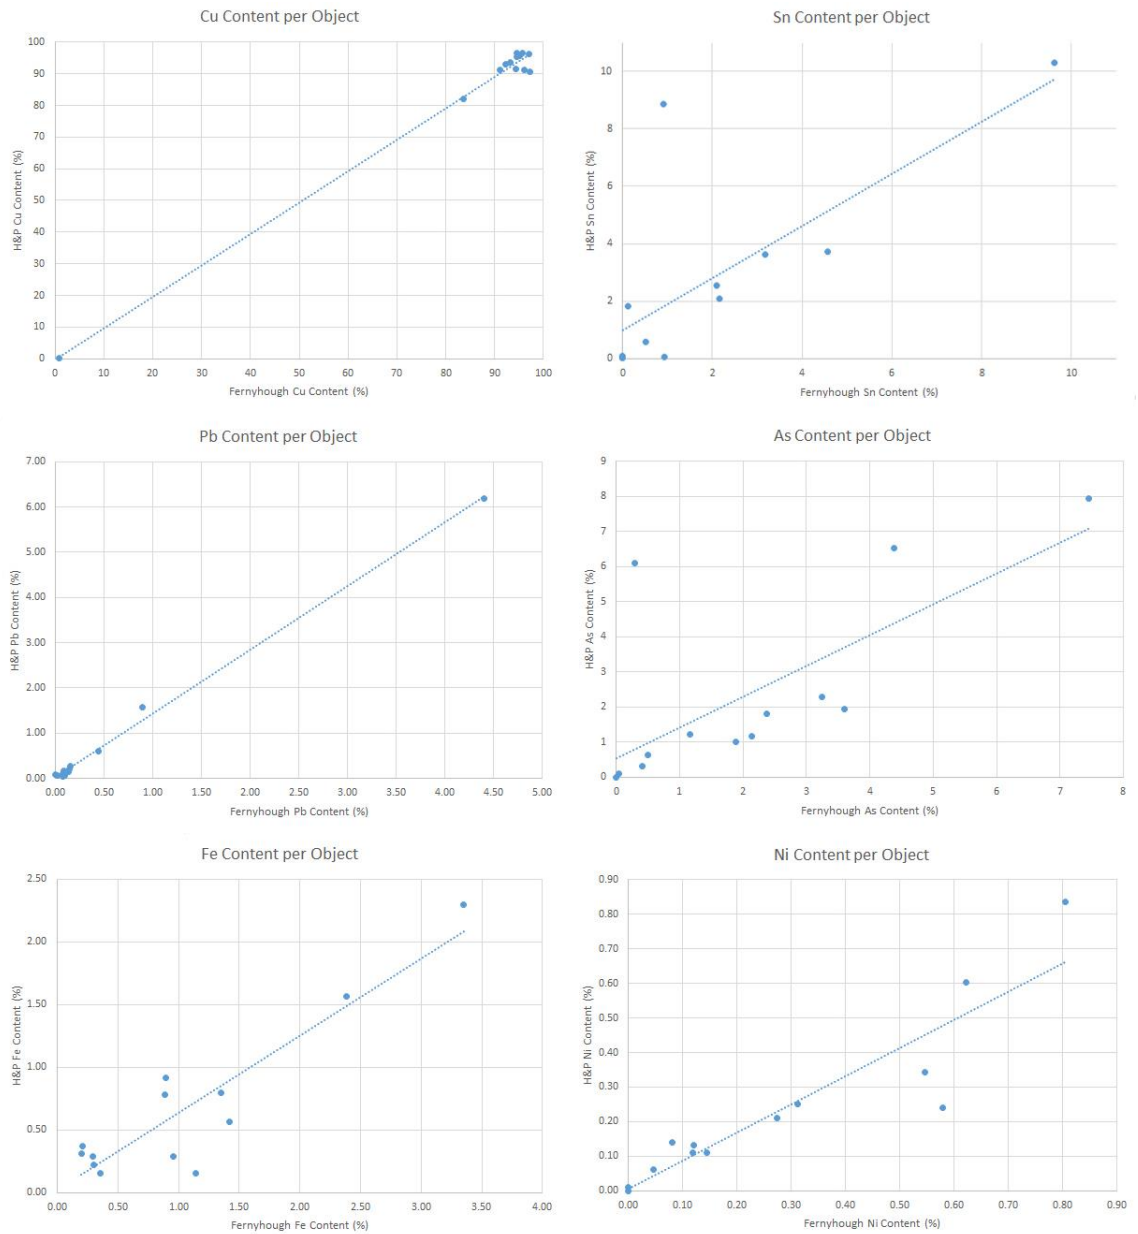 Cu Content per Object
100
90
80
70
60
50
40
30
20
10
0
H&P Cu Content (%)
0 10 20 30 40 50 60 70 80 90 100
Fernyhough Cu Content (%)
Sn Content per Object
10
8
6
4
2
0
H&P Sn Content (%)
0 2 4 6 8 10
Fernyhough Sn Content (%)
Pb Content per Object
7.00
6.00
5.00
4.00
3.00
2.00
1.00
0.00
H&P Pb Content (%)
0.00 0.50 1.00 1.50 2.00 2.50 3.00 3.50 4.00 4.50 5.00
Fernyhough Pb Content (%)
As Content per Object
9
8
7
6
5
4
3
2
1
0
H&P As Content (%)
0 1 2 3 4 5 6 7 8
Fernyhough As Content (%)
Fe Content per Object
2.50
2.00
1.50
1.00
0.50
0.00
H&P Fe Content (%)
0.00 0.50 1.00 1.50 2.00 2.50 3.00 3.50 4.00
Fernyhough Fe Content (%)
Ni Content per Object
0.90
0.80
0.70
0.60
0.50
0.40
0.30
0.20
0.10
0.00
H&P Ni Content (%)
0.00 0.10 0.20 0.30 0.40 0.50 0.60 0.70 0.80 0.90
Fernyhough Ni Content (%)